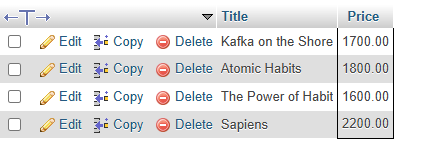 Title Price
Edit Copy Delete Kafka on the Shore 1700.00
Edit Copy Delete Atomic Habits 1800.00
Edit Copy Delete The Power of Habit 1600.00
Edit Copy Delete Sapiens 2200.00